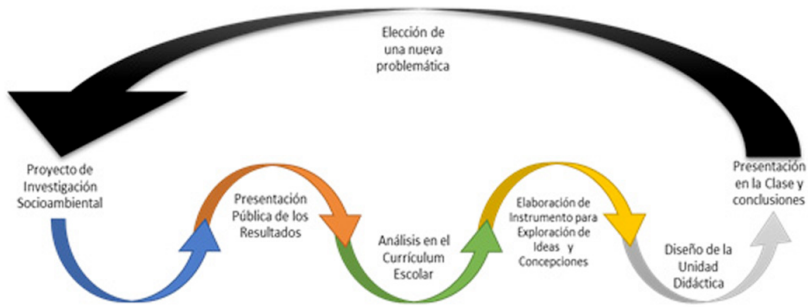 Elección de
una nueva
problemática
Proyecto de
Investigación
Socioambiental
Presentación
Pública de los
Resultados
Análisis en el
Currículum
Escolar
Elaboración de
Instrumento para
Exploración de
Ideas y
Concepciones
Diseño de la
Unidad
Didáctica
Presentación
en la Clase y
conclusiones